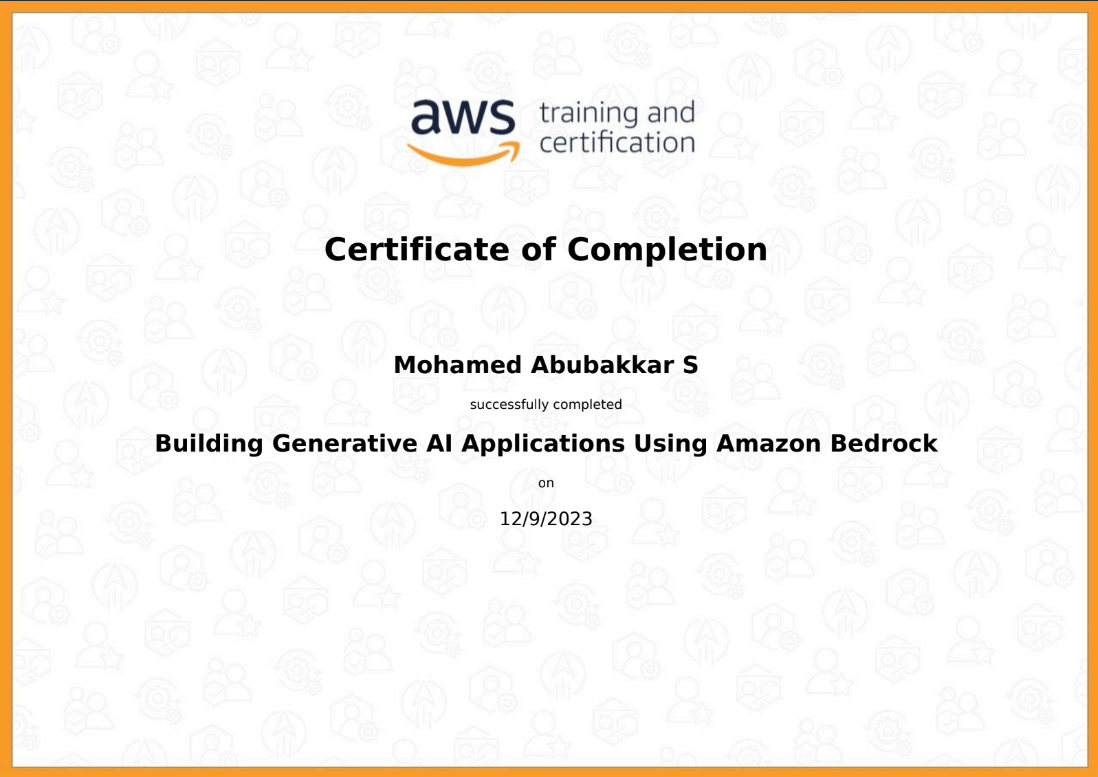 aws training and
certification
Certificate of Completion
Mohamed Abubakkar S
successfully completed
Building Generative AI Applications Using Amazon Bedrock
on
12/9/2023